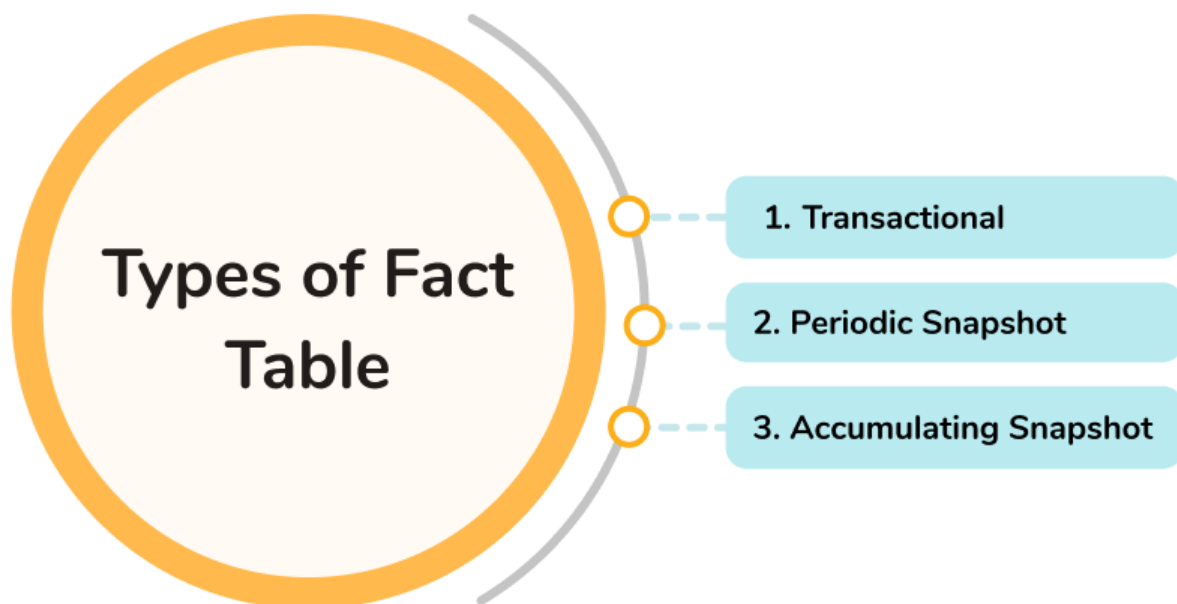 Types of Fact
Table
1. Transactional
2. Periodic Snapshot
3. Accumulating Snapshot